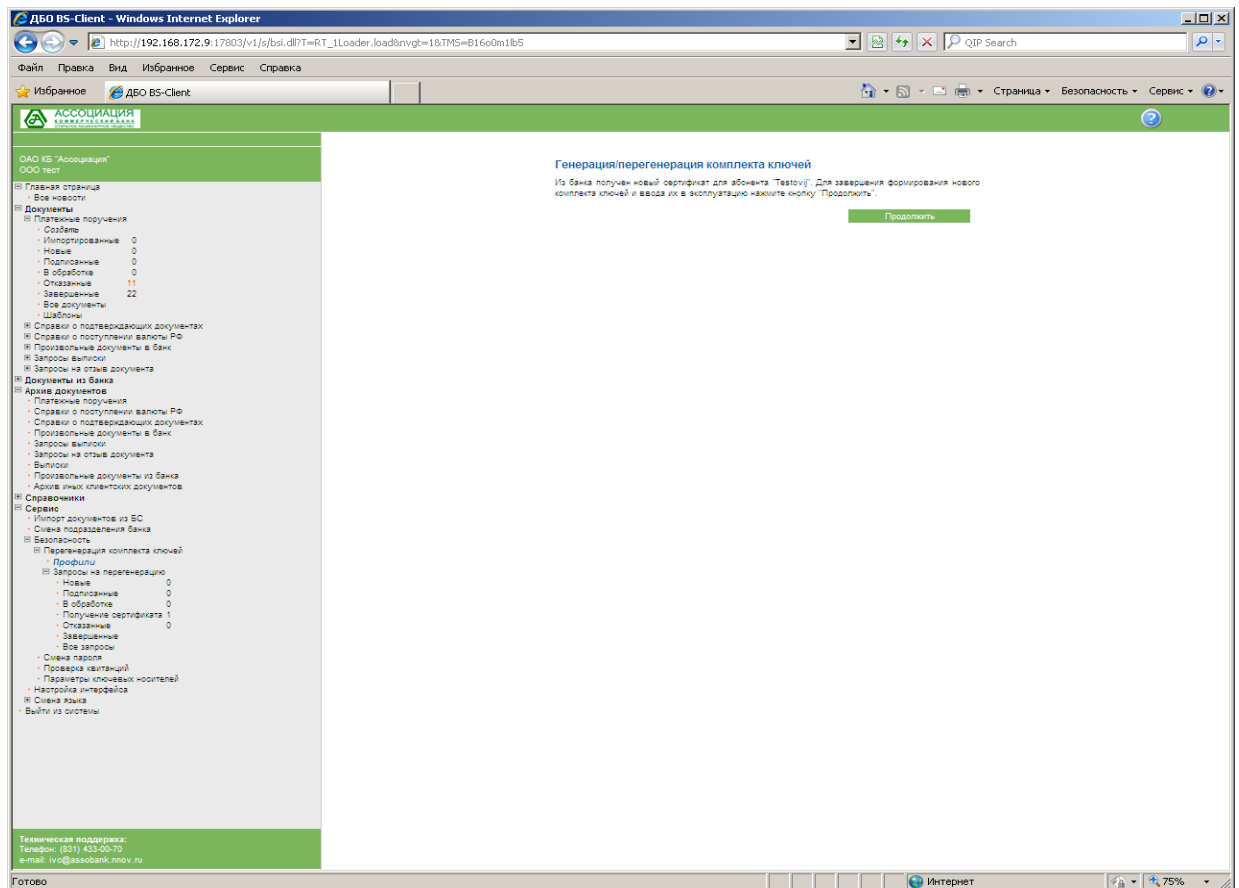 ДБО BS-Client - Windows Internet Explorer
http://192.168.172.9:17803/v1/s/bsi.dll?T=RT_1Loader.load&nvgt=1&TMS=B16o0m1lb5
QIP Search
Файл Правка Вид Избранное Сервис Справка
Избранное ДБО BS-Client Страница Безопасность Сервис
АССОЦИАЦИЯ
КОММЕРЧЕСКИЙ БАНК
ОАО КБ "Ассоциация"
ООО тест
Главная страница
Все новости
Документы
Платежные поручения
Создать
Импортированные 0
Новые 0
Подписанные 0
В обработке 0
Отказанные 11
Завершенные 22
Все документы
Шаблоны
Справки о подтверждающих документах
Справки о поступлении валюты РФ
Произвольные документы в банк
Запросы выписки
Запросы на отзыв документа
Документы из банка
Архив документов
Платежные поручения
Справки о поступлении валюты РФ
Справки о подтверждающих документах
Произвольные документы в банк
Запросы выписки
Запросы на отзыв документа
Выписки
Произвольные документы из банка
Архив иных клиентских документов
Справочники
Сервис
Импорт документов из БС
Смена подразделения банка
Безопасность
Перегенерация комплекта ключей
Профили
Запросы на перегенерацию
Новые 0
Подписанные 0
В обработке 0
Получение сертификата 1
Отказанные 0
Завершенные
Все запросы
Смена пароля
Проверка квитанций
Параметры ключевых носителей
Настройка интерфейса
Смена языка
Выйти из системы
Техническая поддержка:
Телефон: (831) 433-00-70
e-mail: ivc@assobank.nnov.ru
Генерация/перегенерация комплекта ключей
Из банка получен новый сертификат для абонента "Testovij". Для завершения формирования нового
комплекта ключей и ввода их в эксплуатацию нажмите кнопку "Продолжить".
Продолжить
Готово Интернет 75%